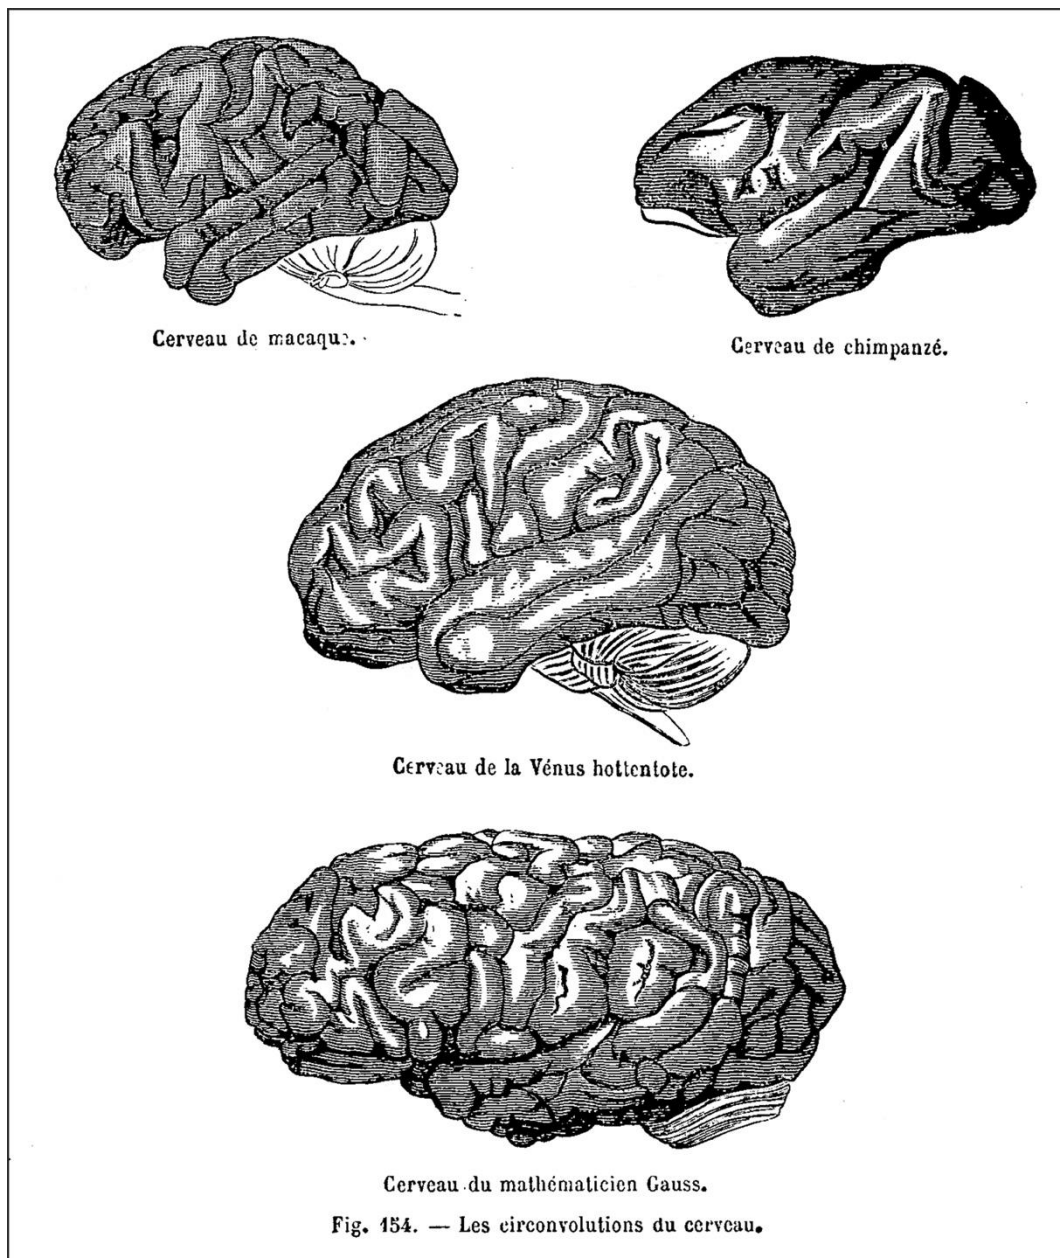 Cerveau de macaque.
Cerveau de chimpanzé.
Cerveau de la Vénus hottentote.
Cerveau du mathématicien Gauss.
Fig. 154. — Les circonvolutions du cerveau.